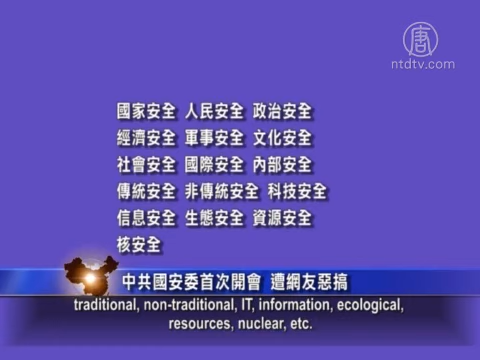 唐
ntdtv.com
國家安全 人民安全 政治安全
經濟安全 軍事安全 文化安全
社會安全 國際安全 內部安全
傳統安全 非傳統安全 科技安全
信息安全 生態安全 資源安全
核安全
中共國安委首次開會 遭網友惡搞
traditional, non-traditional, IT, information, ecological,
resources, nuclear, etc.